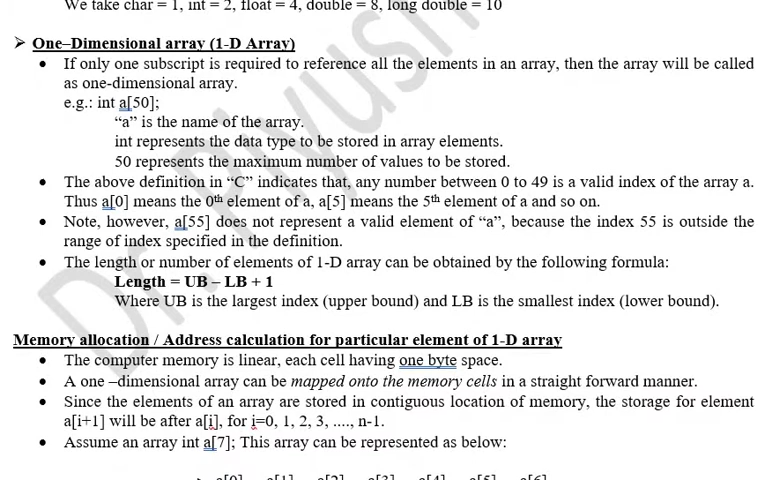 We take char = 1, int = 2, float = 4, double = 8, long double = 10
➤ One–Dimensional array (1-D Array)
• If only one subscript is required to reference all the elements in an array, then the array will be called
as one-dimensional array.
e.g.: int a[50];
“a” is the name of the array.
int represents the data type to be stored in array elements.
50 represents the maximum number of values to be stored.
• The above definition in “C” indicates that, any number between 0 to 49 is a valid index of the array a.
Thus a[0] means the 0th element of a, a[5] means the 5th element of a and so on.
• Note, however, a[55] does not represent a valid element of “a”, because the index 55 is outside the
range of index specified in the definition.
• The length or number of elements of 1-D array can be obtained by the following formula:
Length = UB – LB + 1
Where UB is the largest index (upper bound) and LB is the smallest index (lower bound).
Memory allocation / Address calculation for particular element of 1-D array
• The computer memory is linear, each cell having one byte space.
• A one –dimensional array can be mapped onto the memory cells in a straight forward manner.
• Since the elements of an array are stored in contiguous location of memory, the storage for element
a[i+1] will be after a[i], for i=0, 1, 2, 3, ...., n-1.
• Assume an array int a[7]; This array can be represented as below:
a[0] a[1] a[2] a[3] a[4] a[5] a[6]
Dr. Piyush